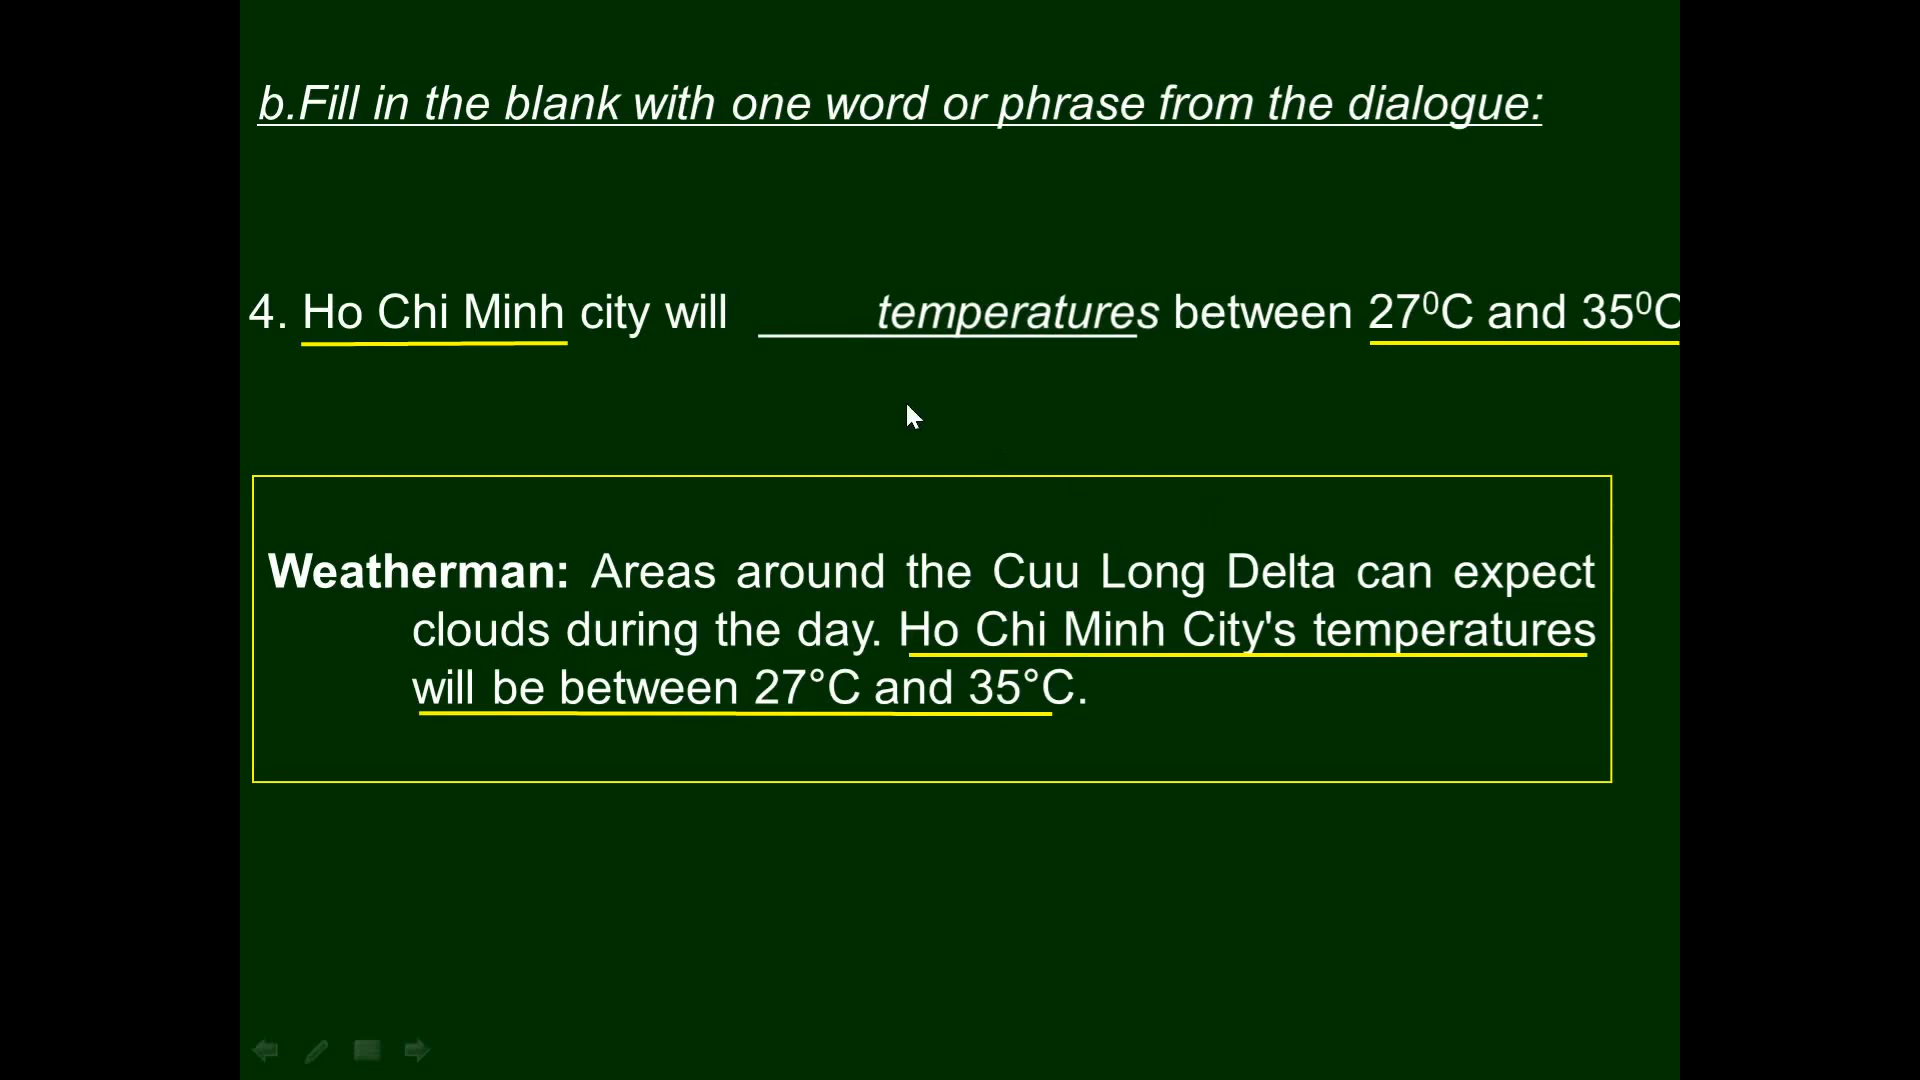 b.Fill in the blank with one word or phrase from the dialogue:
4. Ho Chi Minh city will ______ temperatures between 27⁰C and 35⁰C
Weatherman: Areas around the Cuu Long Delta can expect
clouds during the day. Ho Chi Minh City's temperatures
will be between 27°C and 35°C.